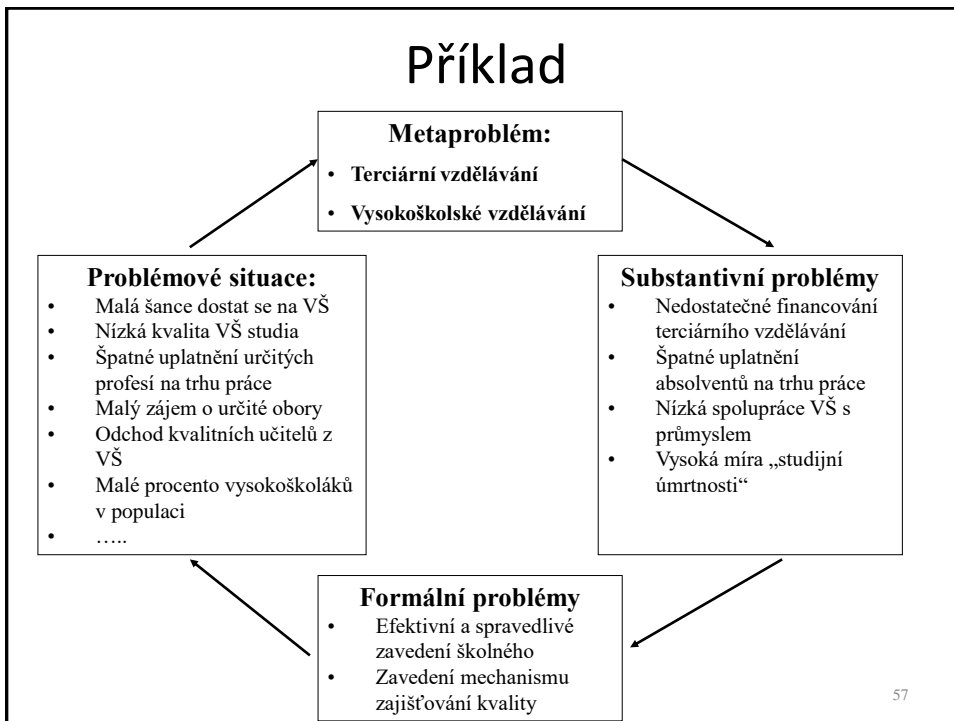 Příklad
Metaproblém:
• Terciární vzdělávání
• Vysokoškolské vzdělávání
Problémové situace:
• Malá šance dostat se na VŠ
• Nízká kvalita VŠ studia
• Špatné uplatnění určitých
profesí na trhu práce
• Malý zájem o určité obory
• Odchod kvalitních učitelů z
VŠ
• Malé procento vysokoškoláků
v populaci
• …..
Substantivní problémy
• Nedostatečné financování
terciárního vzdělávání
• Špatné uplatnění
absolventů na trhu práce
• Nízká spolupráce VŠ s
průmyslem
• Vysoká míra „studijní
úmrtnosti“
Formální problémy
• Efektivní a spravedlivé
zavedení školného
• Zavedení mechanismu
zajišťování kvality
57